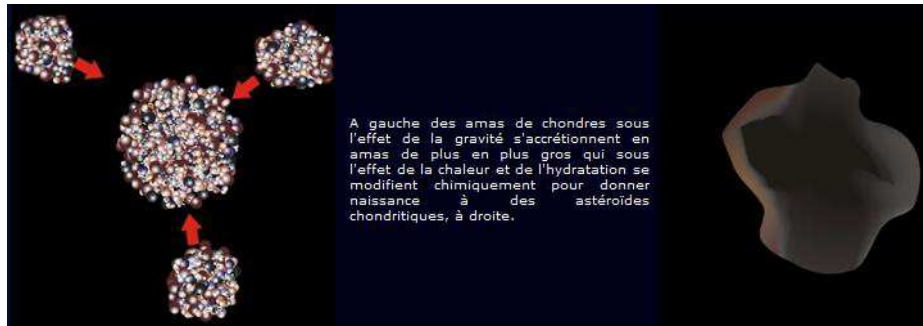 A gauche des amas de chondres sous
l'effet de la gravité s'accrétionnent en
amas de plus en plus gros qui sous
l'effet de la chaleur et de l'hydratation se
modifient chimiquement pour donner
naissance à des astéroïdes
chondritiques, à droite.